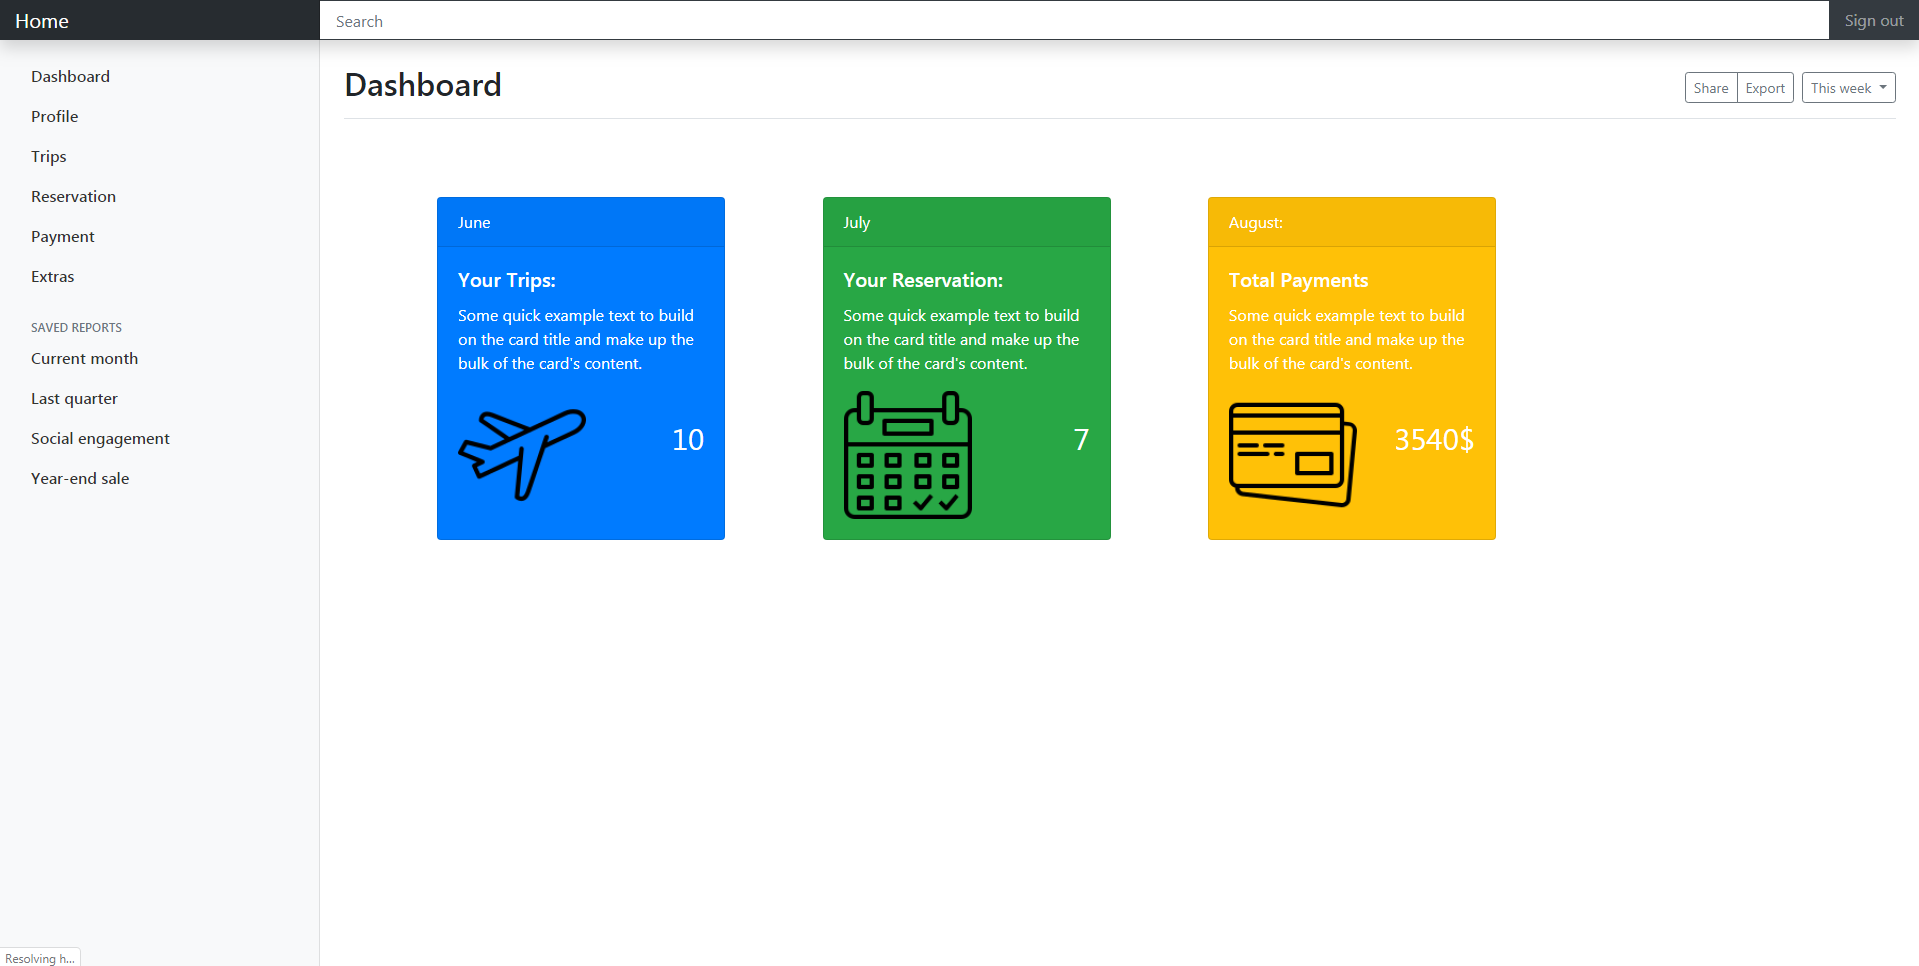 Home
Search
Sign out
Dashboard
Profile
Trips
Reservation
Payment
Extras
SAVED REPORTS
Current month
Last quarter
Social engagement
Year-end sale
Dashboard
Share
Export
This week
June
Your Trips:
Some quick example text to build
on the card title and make up the
bulk of the card's content.
10
July
Your Reservation:
Some quick example text to build
on the card title and make up the
bulk of the card's content.
7
August:
Total Payments
Some quick example text to build
on the card title and make up the
bulk of the card's content.
3540$
Resolving h...